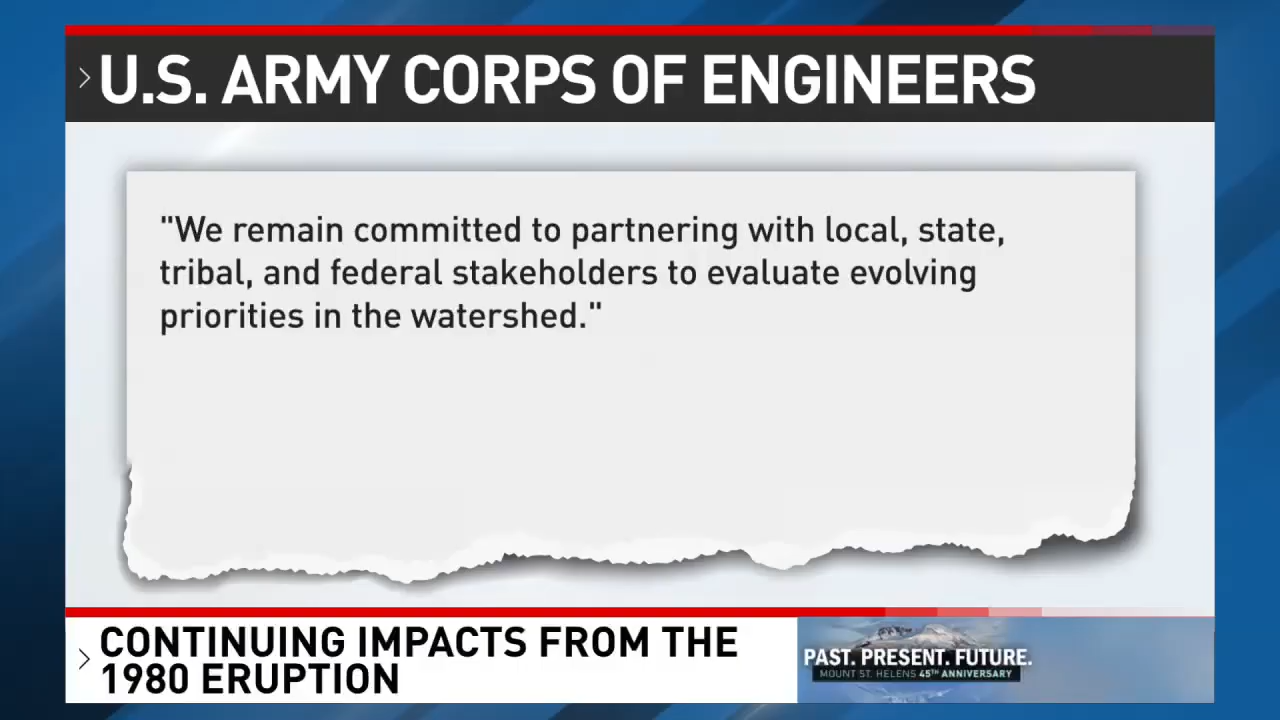 U.S. ARMY CORPS OF ENGINEERS
"We remain committed to partnering with local, state,
tribal, and federal stakeholders to evaluate evolving
priorities in the watershed."
CONTINUING IMPACTS FROM THE
1980 ERUPTION
PAST. PRESENT. FUTURE.
MOUNT ST. HELENS 45TH ANNIVERSARY